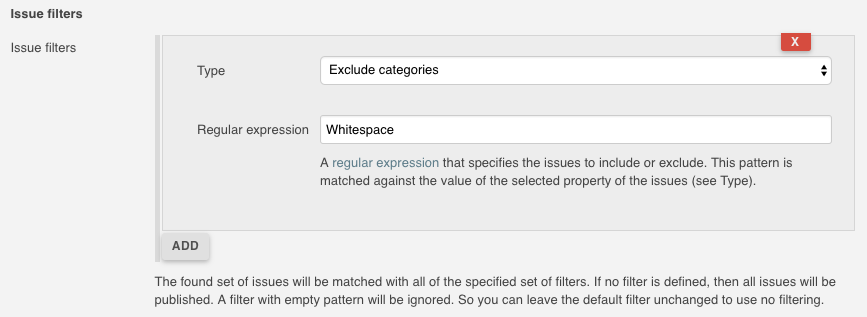 Issue filters
Issue filters
X
Type
Exclude categories
Regular expression
Whitespace
A regular expression that specifies the issues to include or exclude. This pattern is
matched against the value of the selected property of the issues (see Type).
ADD
The found set of issues will be matched with all of the specified set of filters. If no filter is defined, then all issues will be
published. A filter with empty pattern will be ignored. So you can leave the default filter unchanged to use no filtering.